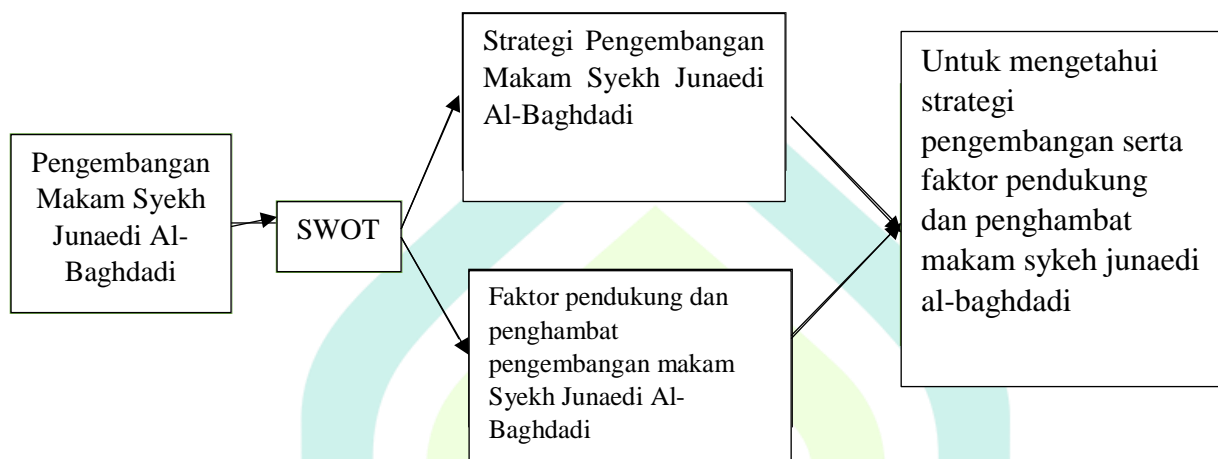 Pengembangan
Makam Syekh
Junaedi Al-
Baghdadi
SWOT
Strategi Pengembangan
Makam Syekh Junaedi
Al-Baghdadi
Faktor pendukung dan
penghambat
pengembangan makam
Syekh Junaedi Al-
Baghdadi
Untuk mengetahui
strategi
pengembangan serta
faktor pendukung
dan penghambat
makam sykeh junaedi
al-baghdadi